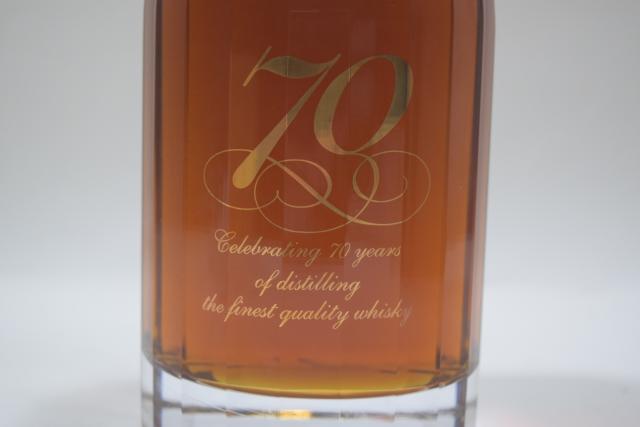 70
Celebrating 70 years
of distilling
the finest quality whisky